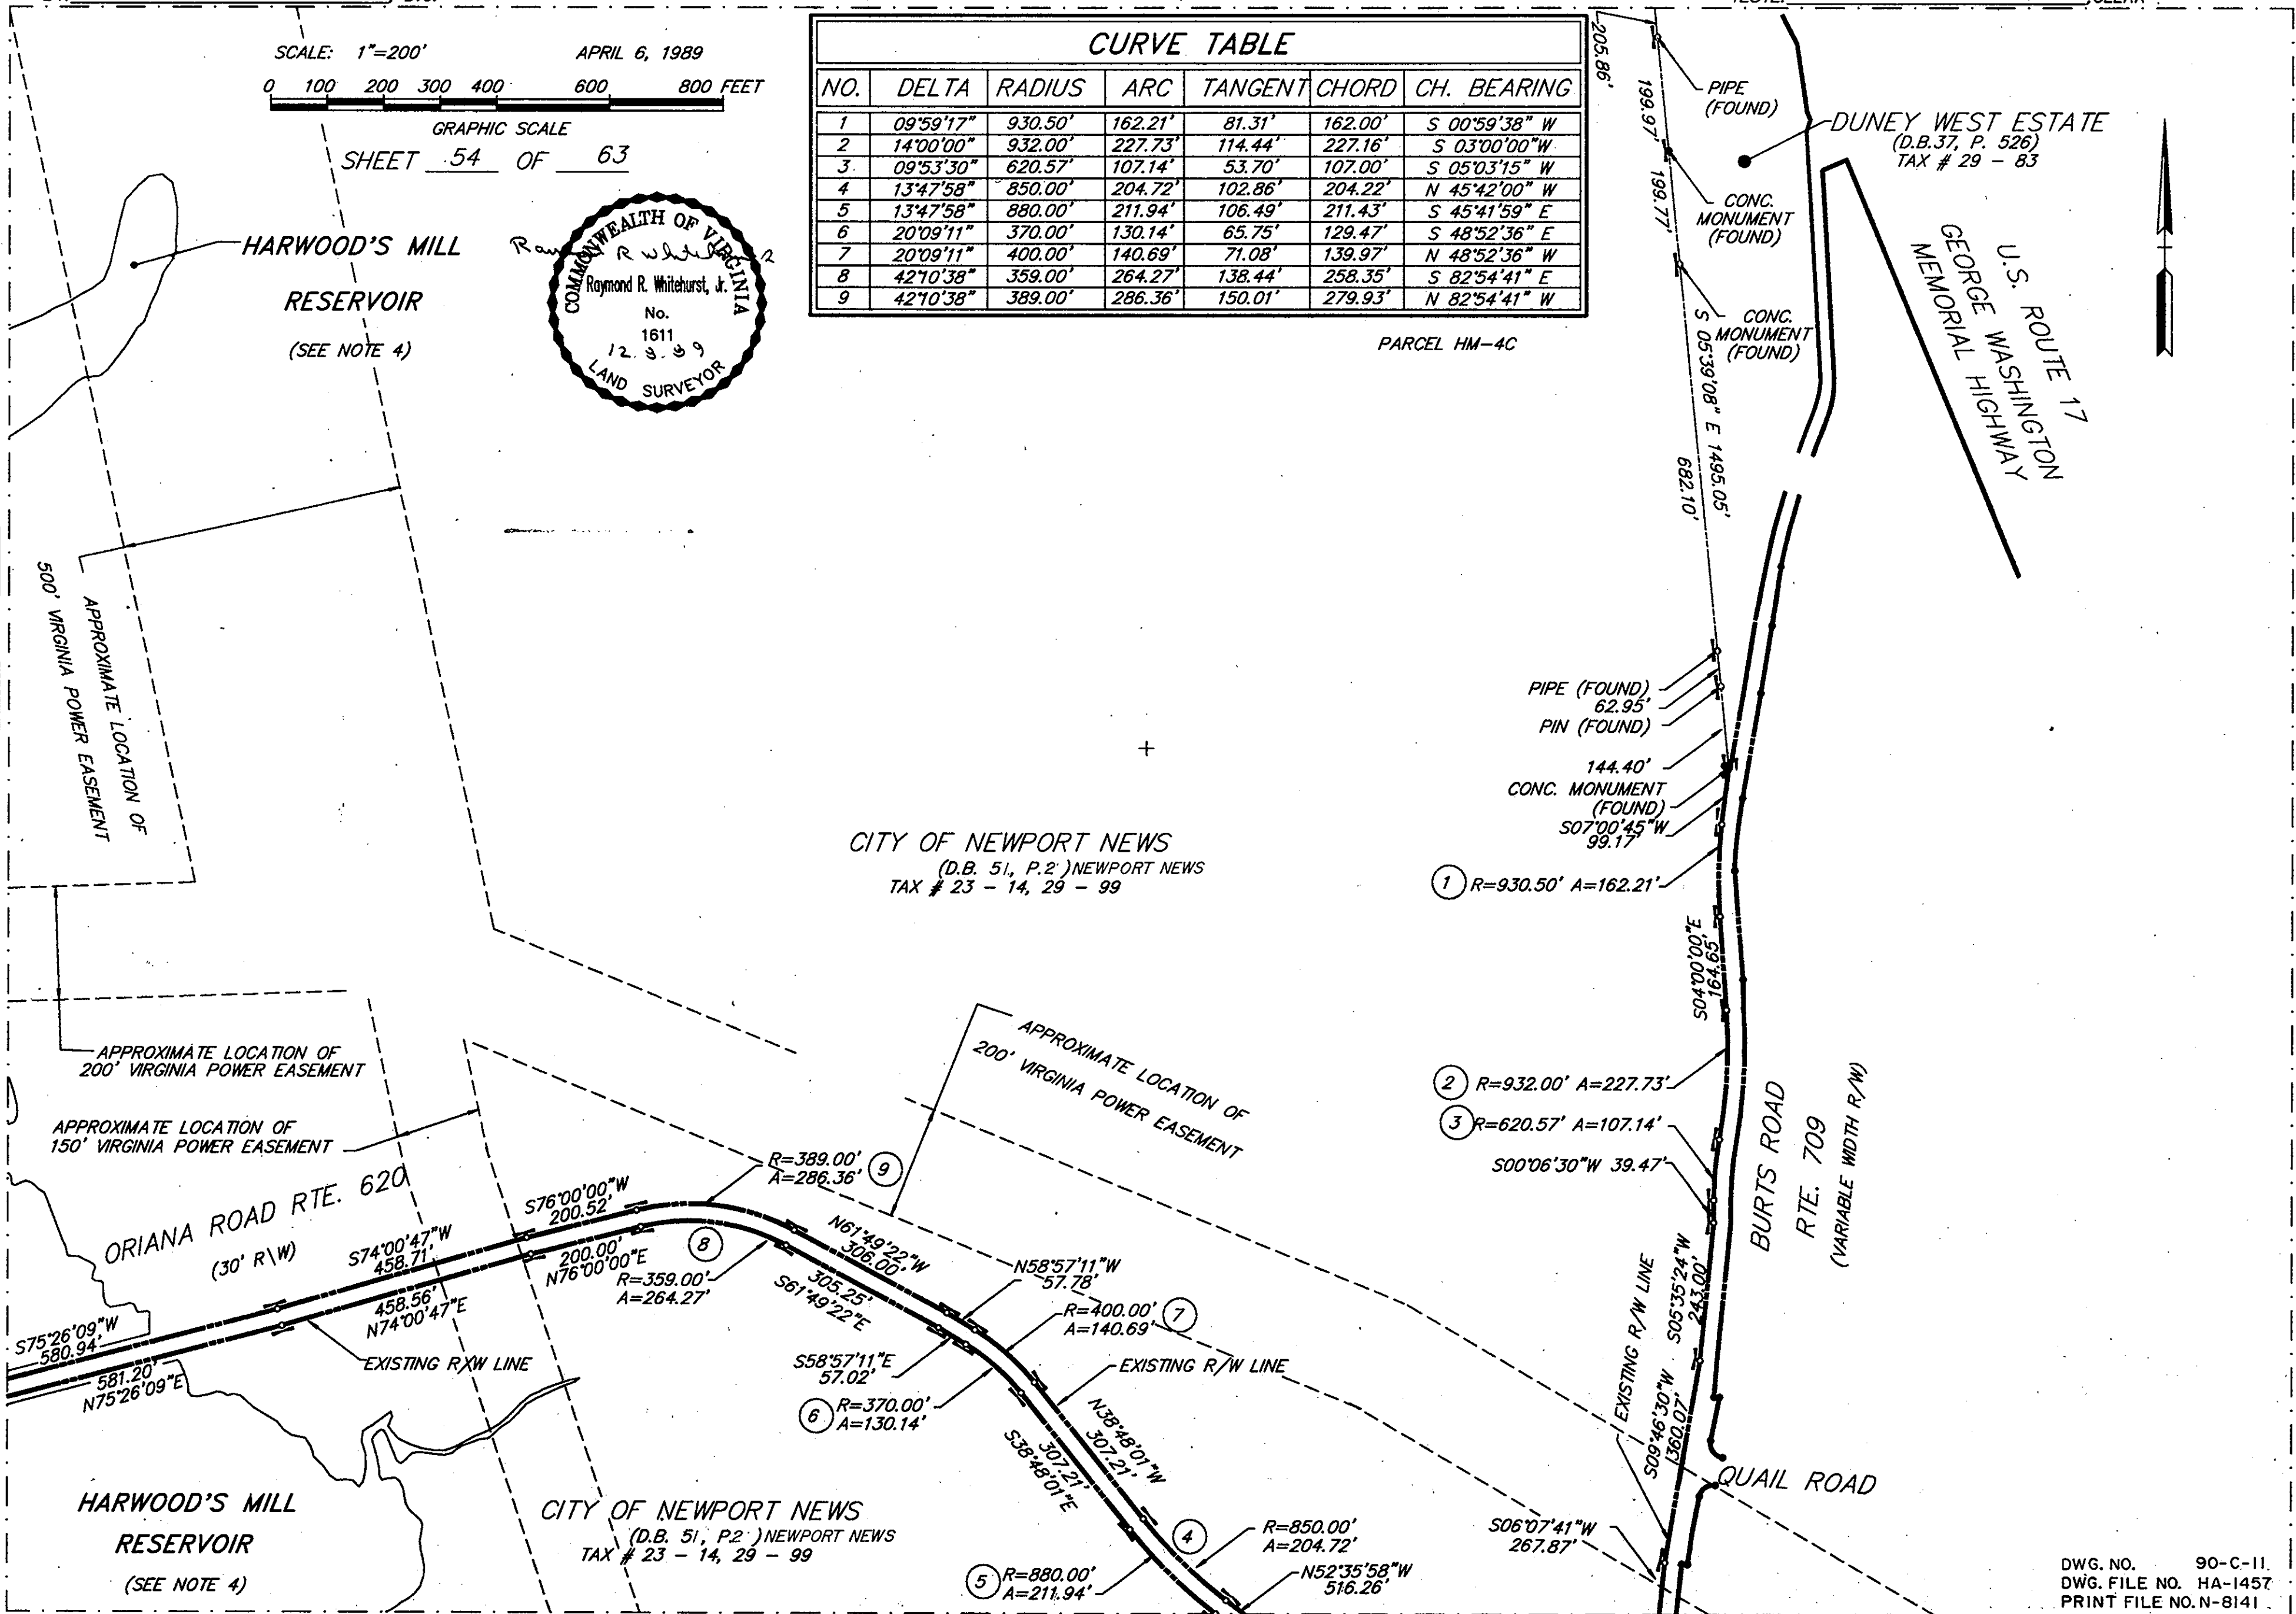 SCALE: 1"=200' APRIL 6, 1989
0 100 200 300 400 600 800 FEET
GRAPHIC SCALE
SHEET 54 OF 63
CURVE TABLE
NO. DELTA RADIUS ARC TANGENT CHORD CH. BEARING
1 09°59'17" 930.50' 162.21' 81.31' 162.00' S 00°59'38" W
2 14°00'00" 932.00' 227.73' 114.44' 227.16' S 03°00'00"W
3 09°53'30" 620.57' 107.14' 53.70' 107.00' S 05°03'15" W
4 13°47'58" 850.00' 204.72' 102.86' 204.22' N 45°42'00" W
5 13°47'58" 880.00' 211.94' 106.49' 211.43' S 45°41'59" E
6 20°09'11" 370.00' 130.14' 65.75' 129.47' S 48°52'36" E
7 20°09'11" 400.00' 140.69' 71.08' 139.97' N 48°52'36" W
8 42°10'38" 359.00' 264.27' 138.44' 258.35' S 82°54'41" E
9 42°10'38" 389.00' 286.36' 150.01' 279.93' N 82°54'41" W
PARCEL HM-4C
HARWOOD'S MILL
RESERVOIR
(SEE NOTE 4)
COMMONWEALTH OF VIRGINIA
Raymond R. Whitehurst, Jr.
No.
1611
LAND SURVEYOR
205.86'
PIPE
(FOUND)
199.97'
DUNEY WEST ESTATE
(D.B.37, P. 526)
TAX # 29 - 83
CONC.
MONUMENT
(FOUND)
199.77'
CONC.
MONUMENT
(FOUND)
S 05°39'08" E 1495.05'
682.10'
U.S. ROUTE 17
GEORGE WASHINGTON
MEMORIAL HIGHWAY
APPROXIMATE LOCATION OF
500' VIRGINIA POWER EASEMENT
PIPE (FOUND)
62.95'
PIN (FOUND)
144.40'
CONC. MONUMENT
(FOUND)
S07°00'45"W
99.17'
1 R=930.50' A=162.21'
CITY OF NEWPORT NEWS
(D.B. 51, P.2 ) NEWPORT NEWS
TAX # 23 - 14, 29 - 99
S04°00'00"E
164.65'
APPROXIMATE LOCATION OF
200' VIRGINIA POWER EASEMENT
APPROXIMATE LOCATION OF
200' VIRGINIA POWER EASEMENT
APPROXIMATE LOCATION OF
150' VIRGINIA POWER EASEMENT
2 R=932.00' A=227.73'
3 R=620.57' A=107.14'
S00°06'30"W 39.47'
BURTS ROAD
RTE. 709
(VARIABLE WIDTH R/W)
ORIANA ROAD RTE. 620
(30' R\W)
R=389.00' 9
A=286.36'
S76°00'00"W
200.52'
S74°00'47"W
458.71'
200.00'
N76°00'00"E
8
R=359.00'
A=264.27'
458.56'
N74°00'47"E
N61°49'22"W
306.00'
305.25'
S61°49'22"E
N58°57'11"W
57.78'
R=400.00' 7
A=140.69'
S58°57'11"E
57.02'
EXISTING R/W LINE
6 R=370.00'
A=130.14'
S75°26'09"W
580.94'
581.20'
N75°26'09"E
EXISTING R\W LINE
N38°48'01"W
307.21'
307.21'
S38°48'01"E
EXISTING R/W LINE
S05°35'24"W
243.00'
S09°46'30"W
1360.07'
QUAIL ROAD
HARWOOD'S MILL
RESERVOIR
(SEE NOTE 4)
CITY OF NEWPORT NEWS
(D.B. 51, P.2 ) NEWPORT NEWS
TAX # 23 - 14, 29 - 99
4
R=850.00'
A=204.72'
5 R=880.00'
A=211.94'
N52°35'58"W
516.26'
S06°07'41"W
267.87'
DWG. NO. 90-C-11
DWG. FILE NO. HA-1457
PRINT FILE NO. N-8141